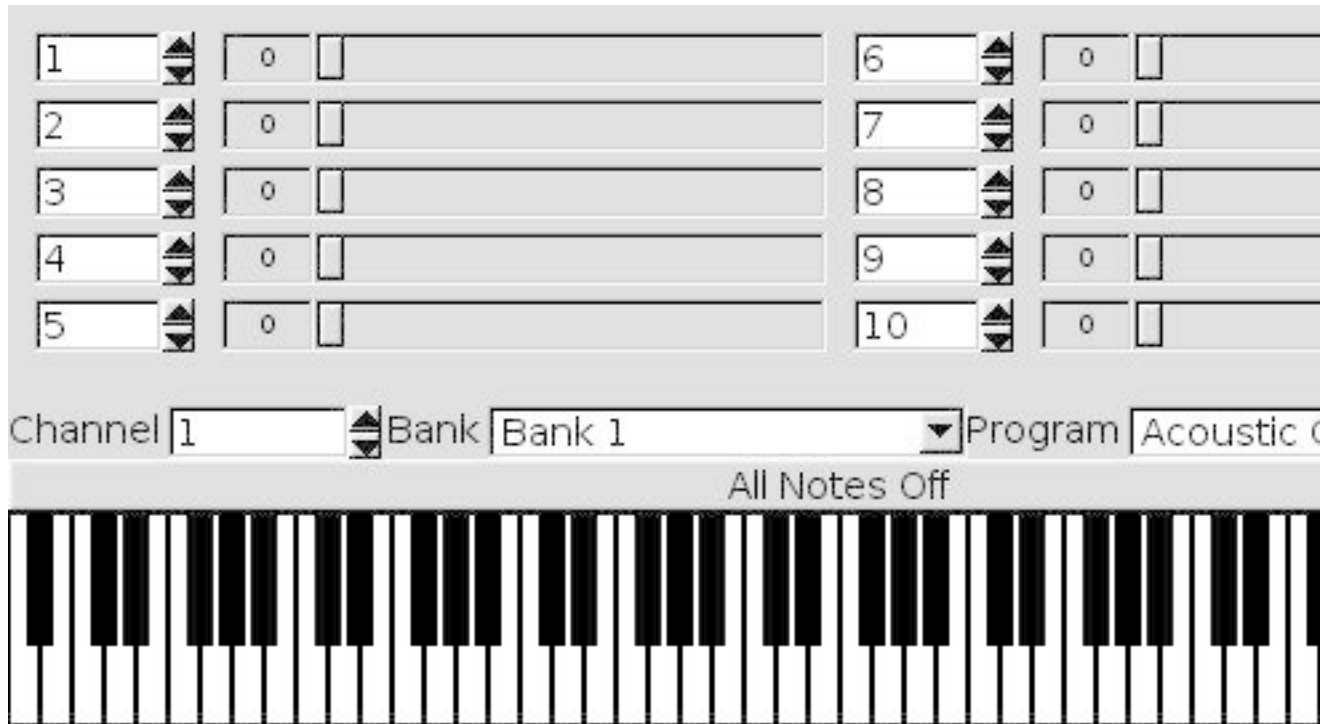 1 0 6 0
2 0 7 0
3 0 8 0
4 0 9 0
5 0 10 0
Channel 1 Bank Bank 1 Program Acoustic
All Notes Off